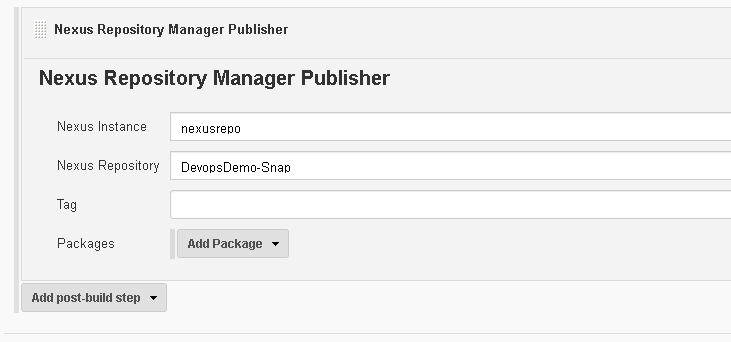 Nexus Repository Manager Publisher
Nexus Repository Manager Publisher
Nexus Instance nexusrepo
Nexus Repository DevopsDemo-Snap
Tag
Packages Add Package
Add post-build step